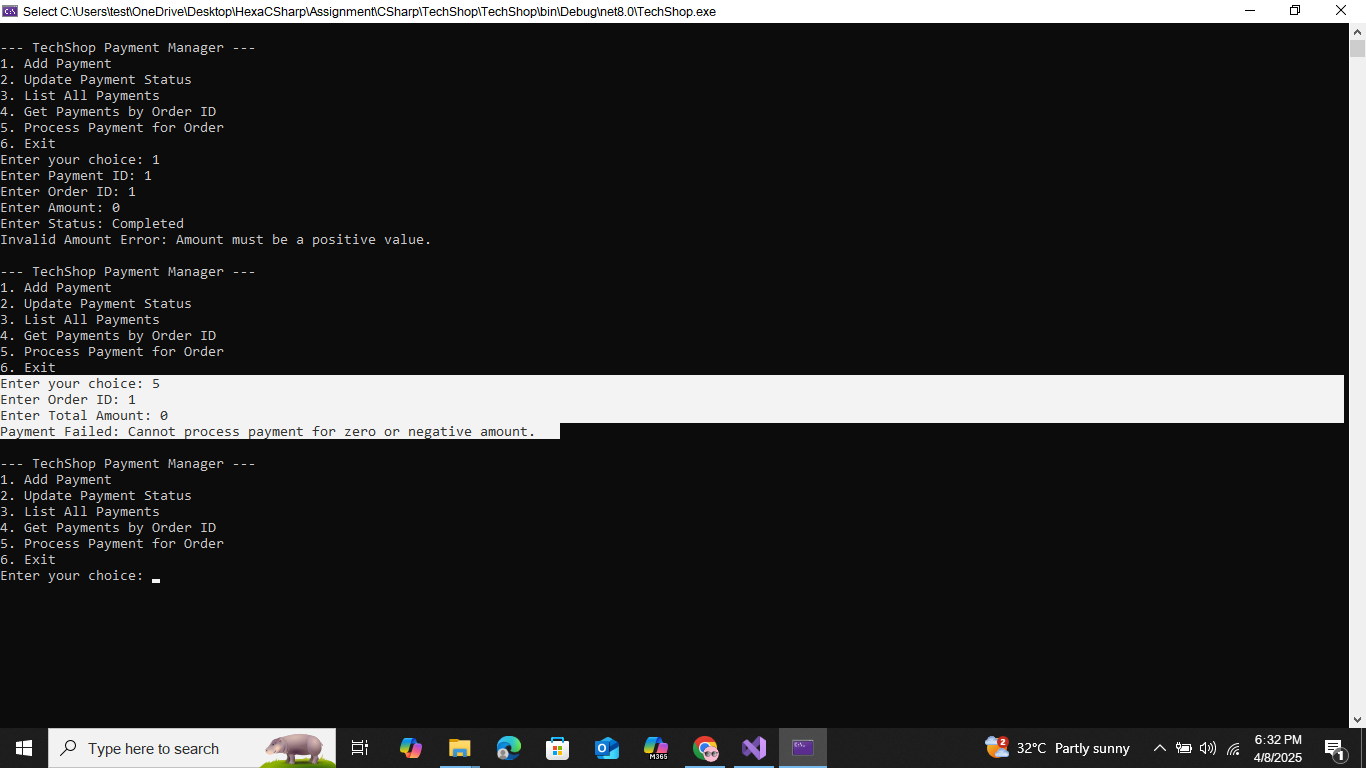 Select C:\Users\test\OneDrive\Desktop\HexaCSharp\Assignment\CSharp\TechShop\TechShop\bin\Debug\net8.0\TechShop.exe
--- TechShop Payment Manager ---
1. Add Payment
2. Update Payment Status
3. List All Payments
4. Get Payments by Order ID
5. Process Payment for Order
6. Exit
Enter your choice: 1
Enter Payment ID: 1
Enter Order ID: 1
Enter Amount: 0
Enter Status: Completed
Invalid Amount Error: Amount must be a positive value.
--- TechShop Payment Manager ---
1. Add Payment
2. Update Payment Status
3. List All Payments
4. Get Payments by Order ID
5. Process Payment for Order
6. Exit
Enter your choice: 5
Enter Order ID: 1
Enter Total Amount: 0
Payment Failed: Cannot process payment for zero or negative amount.
--- TechShop Payment Manager ---
1. Add Payment
2. Update Payment Status
3. List All Payments
4. Get Payments by Order ID
5. Process Payment for Order
6. Exit
Enter your choice:
Type here to search
M365
2
32°C Partly sunny
6:32 PM
4/8/2025
1